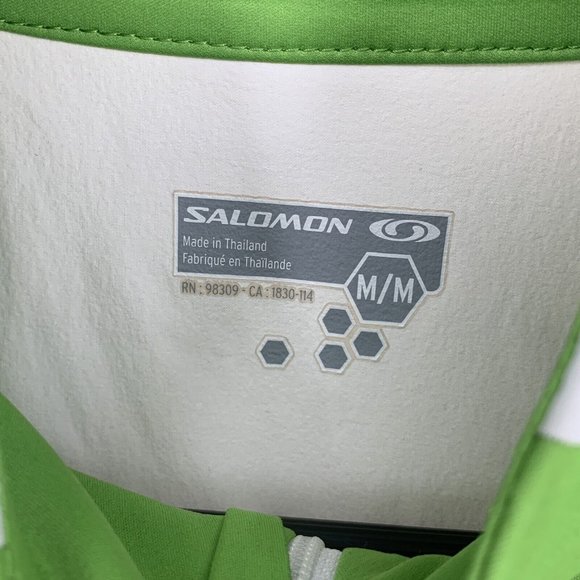 SALOMON
Made in Thailand
Fabriqué en Thaïlande
M/M
RN : 98309 - CA : 1830-114